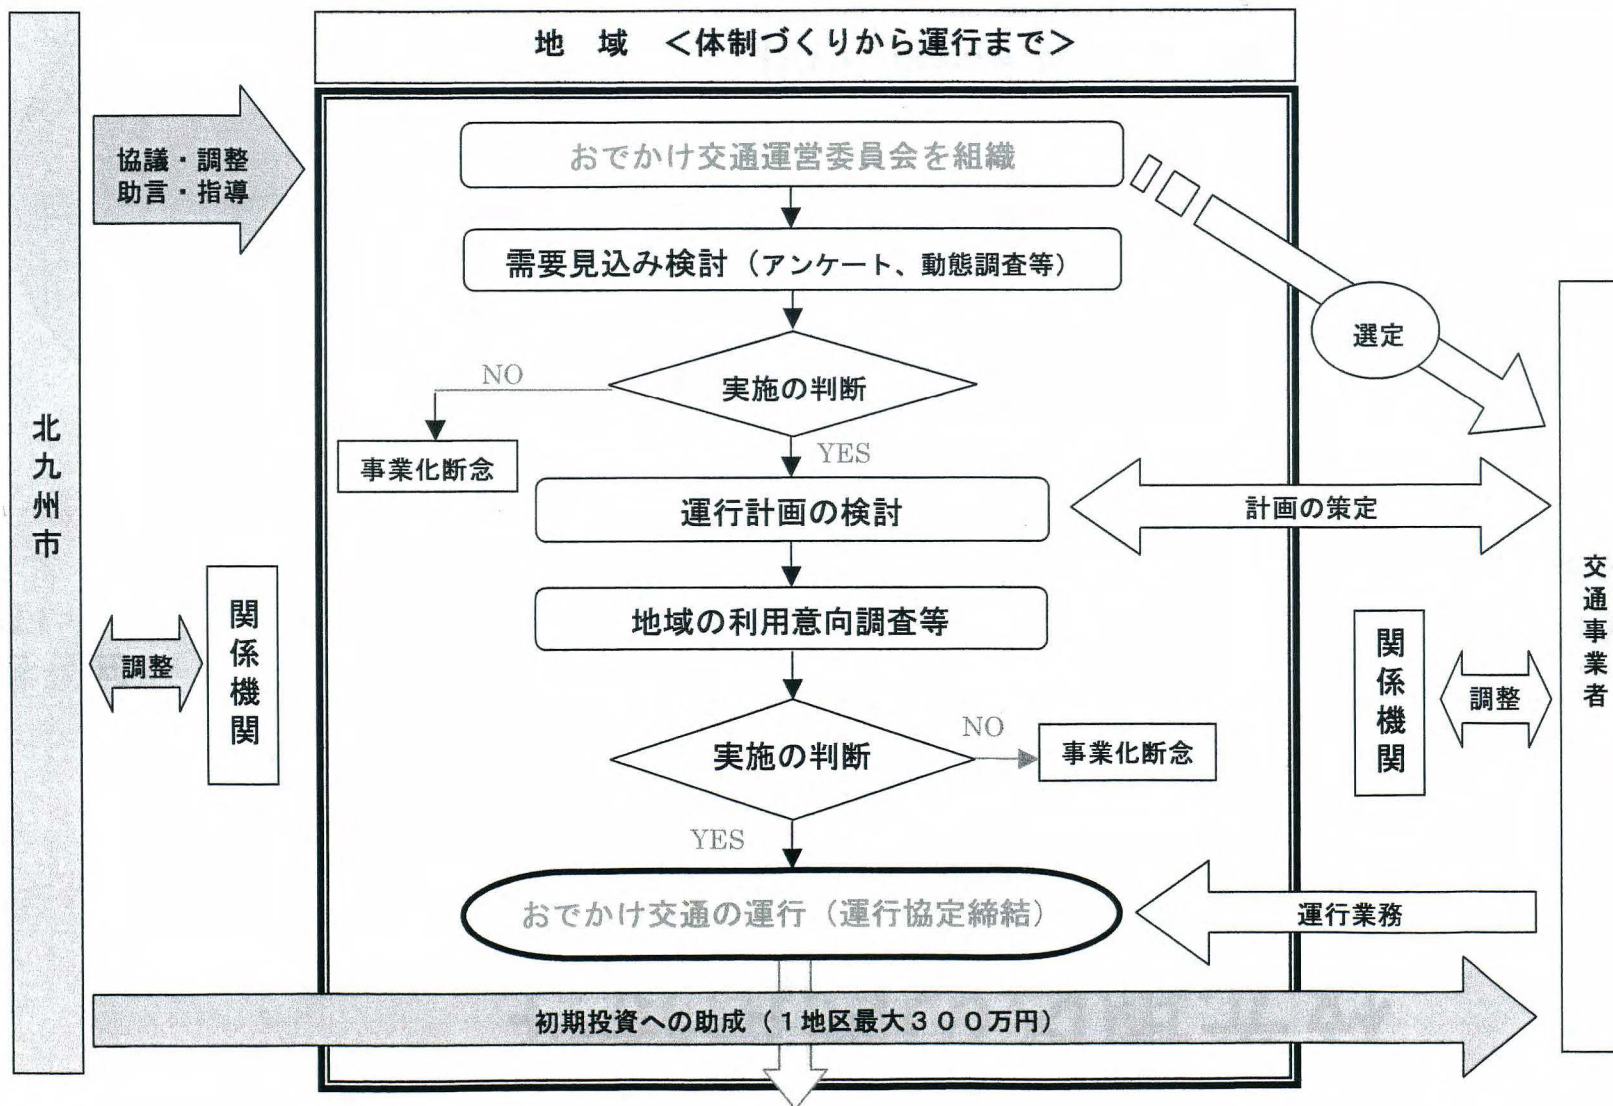 地　域　＜体制づくりから運行まで＞
協議・調整
助言・指導
おでかけ交通運営委員会を組織
需要見込み検討（アンケート、動態調査等）
選定
実施の判断
NO
YES
事業化断念
運行計画の検討
計画の策定
北九州市
交通事業者
地域の利用意向調査等
関係機関
調整
関係機関
調整
実施の判断
NO
事業化断念
YES
おでかけ交通の運行（運行協定締結）
運行業務
初期投資への助成（１地区最大３００万円）